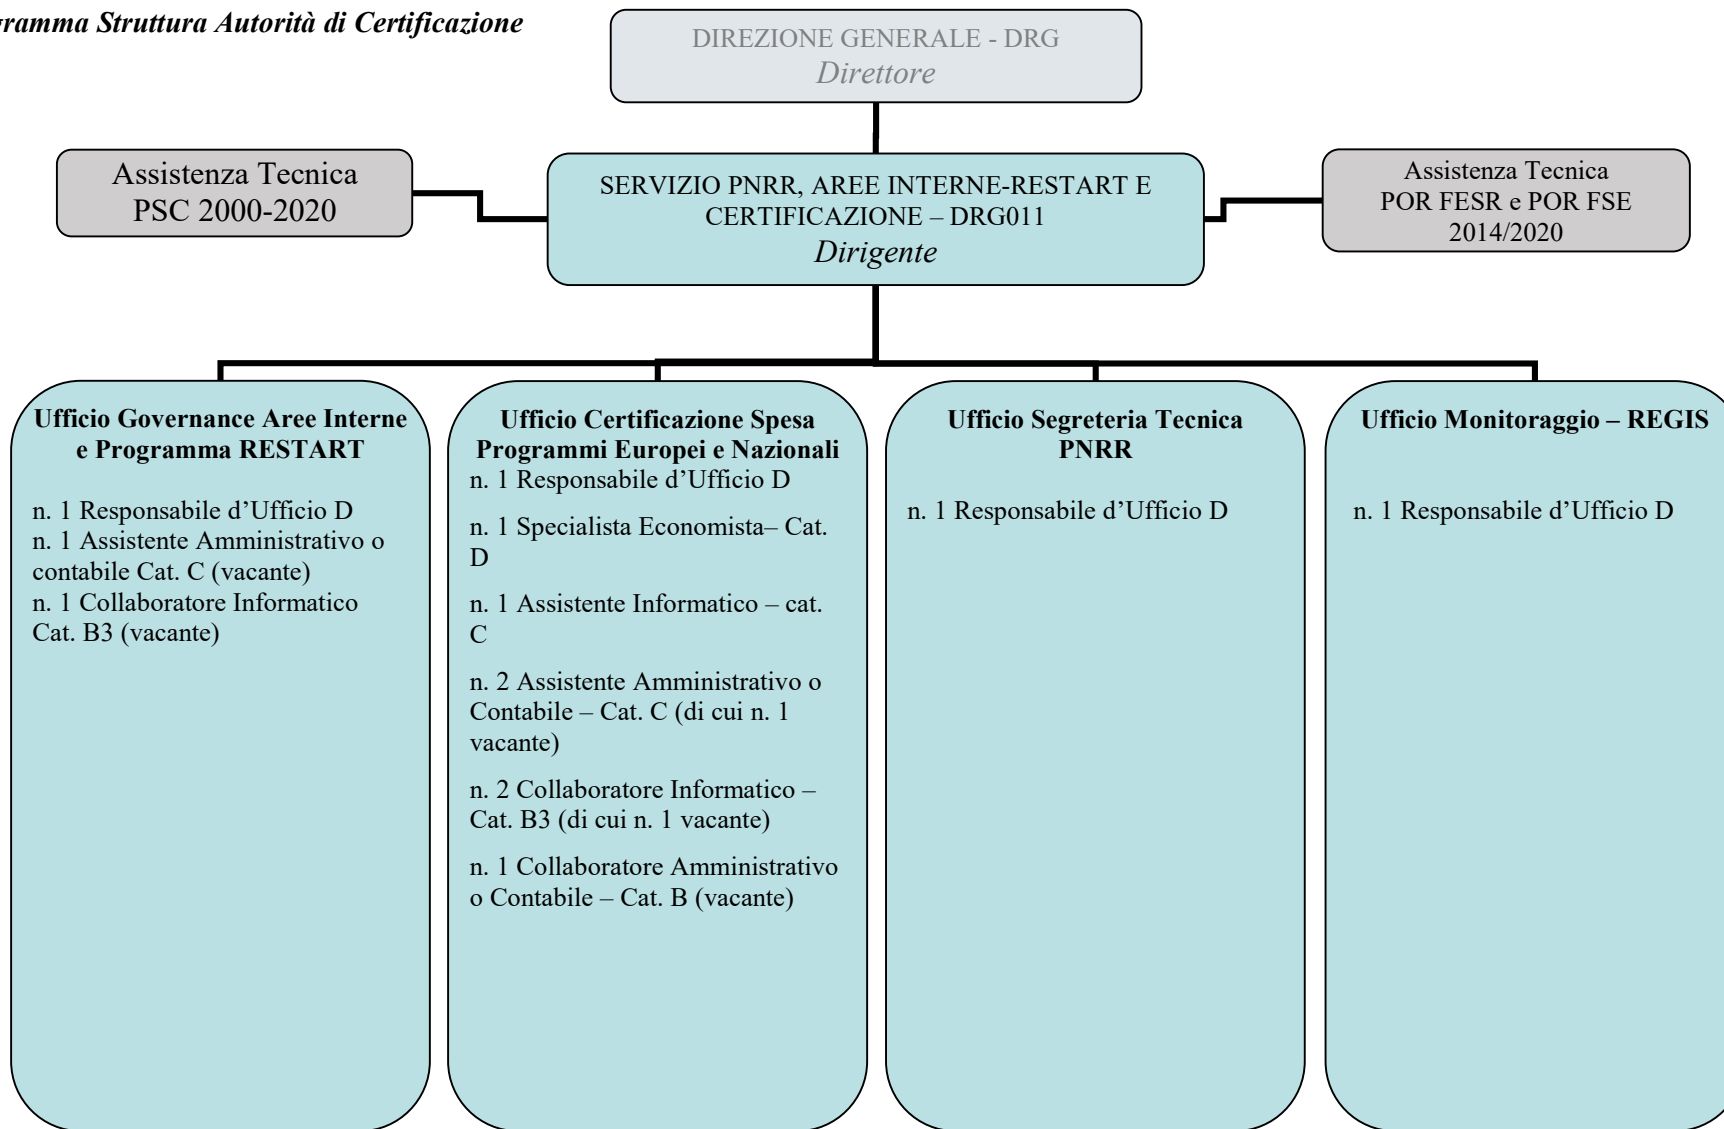 gramma Struttura Autorità di Certificazione
DIREZIONE GENERALE - DRG
Direttore
Assistenza Tecnica
PSC 2000-2020
SERVIZIO PNRR, AREE INTERNE-RESTART E
CERTIFICAZIONE – DRG011
Dirigente
Assistenza Tecnica
POR FESR e POR FSE
2014/2020
Ufficio Governance Aree Interne
e Programma RESTART
n. 1 Responsabile d’Ufficio D
n. 1 Assistente Amministrativo o
contabile Cat. C (vacante)
n. 1 Collaboratore Informatico
Cat. B3 (vacante)
Ufficio Certificazione Spesa
Programmi Europei e Nazionali
n. 1 Responsabile d’Ufficio D
n. 1 Specialista Economista– Cat.
D
n. 1 Assistente Informatico – cat.
C
n. 2 Assistente Amministrativo o
Contabile – Cat. C (di cui n. 1
vacante)
n. 2 Collaboratore Informatico –
Cat. B3 (di cui n. 1 vacante)
n. 1 Collaboratore Amministrativo
o Contabile – Cat. B (vacante)
Ufficio Segreteria Tecnica
PNRR
n. 1 Responsabile d’Ufficio D
Ufficio Monitoraggio – REGIS
n. 1 Responsabile d’Ufficio D